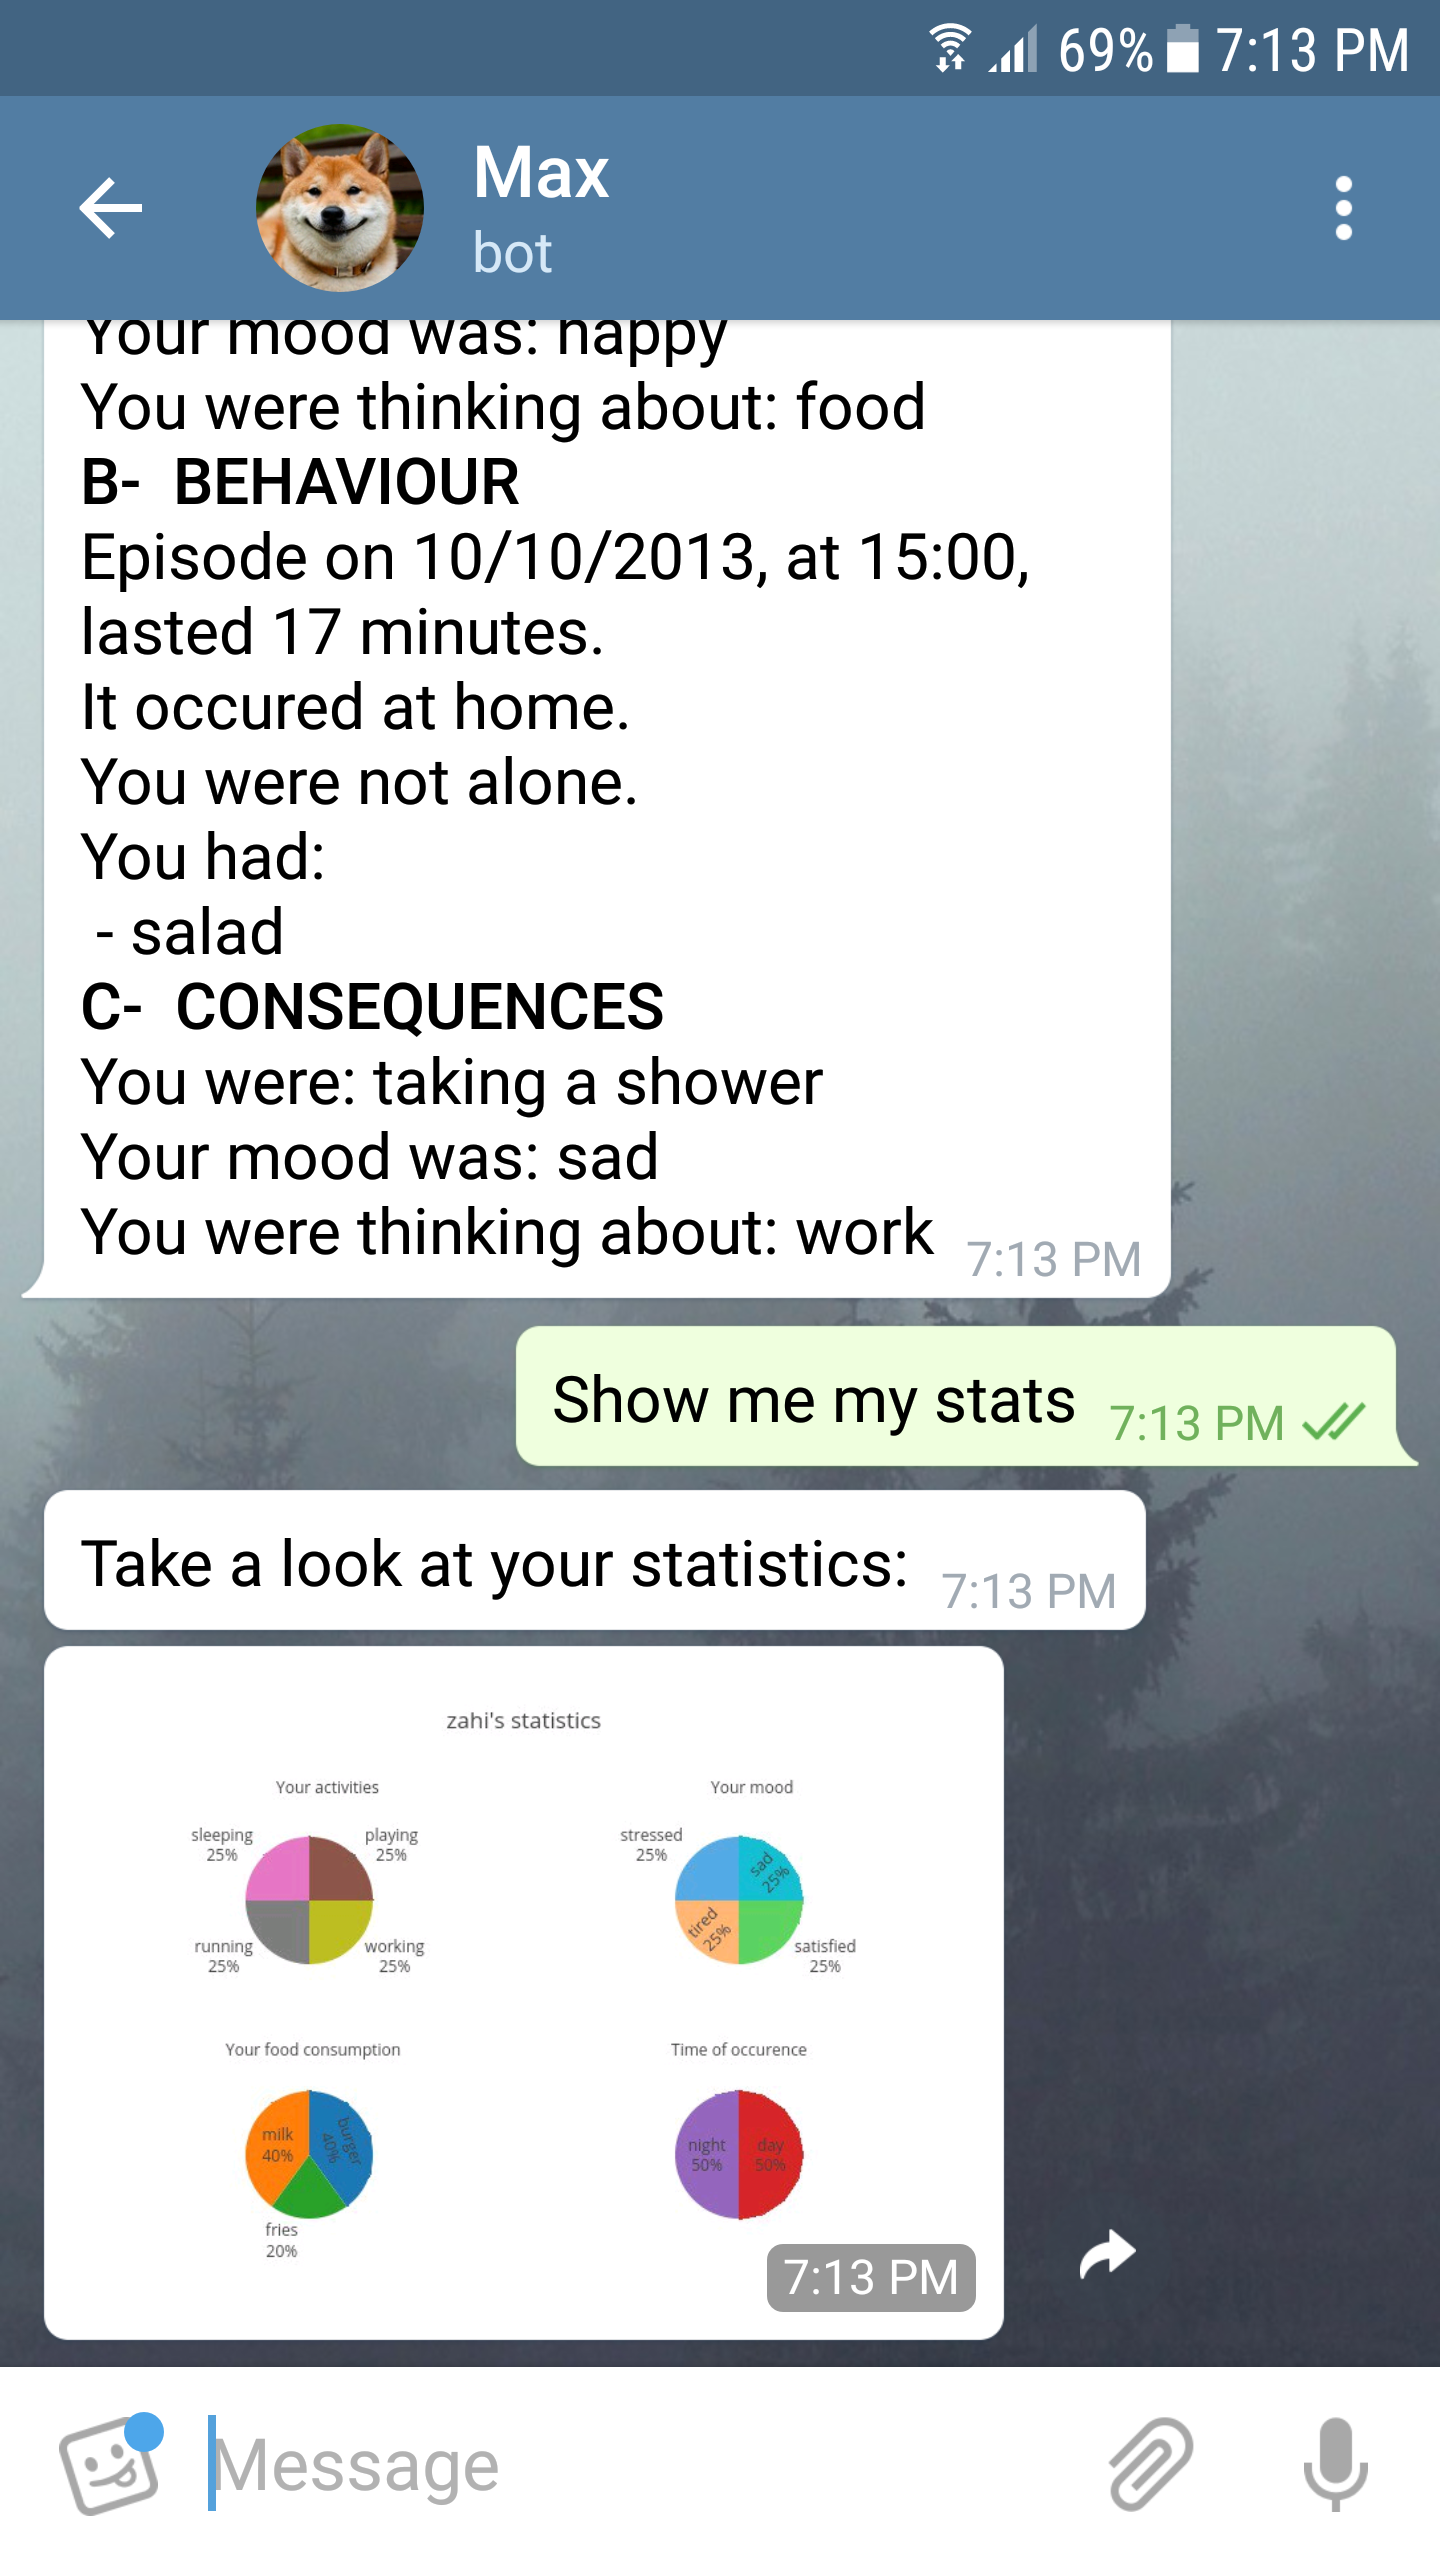 69% 7:13 PM
Max
bot
Your mood was: happy
You were thinking about: food
B- BEHAVIOUR
Episode on 10/10/2013, at 15:00,
lasted 17 minutes.
It occured at home.
You were not alone.
You had:
- salad
C- CONSEQUENCES
You were: taking a shower
Your mood was: sad
You were thinking about: work 7:13 PM
Show me my stats 7:13 PM
Take a look at your statistics: 7:13 PM
zahi's statistics
Your activities
sleeping
25%
playing
25%
running
25%
working
25%
Your mood
stressed
25%
sad
25%
tired
25%
satisfied
25%
Your food consumption
milk
40%
burger
40%
fries
20%
Time of occurence
night
50%
day
50%
7:13 PM
Message